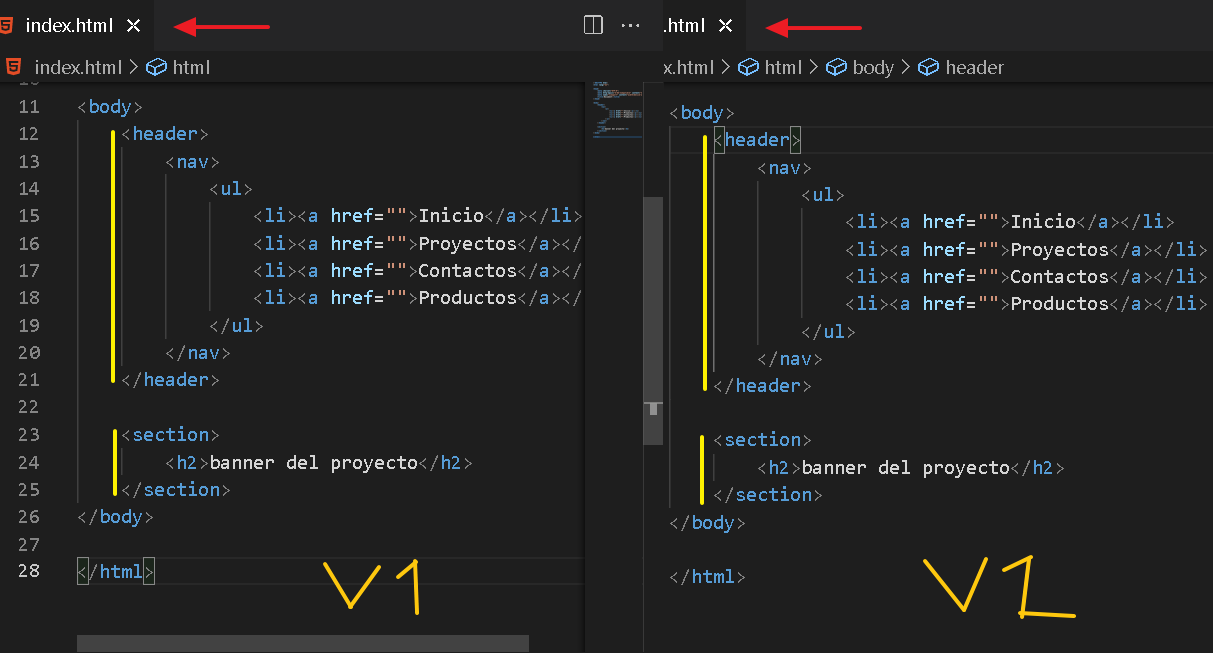 index.html
index.html > html
11 <body>
12 <header>
13 <nav>
14 <ul>
15 <li><a href="">Inicio</a></li>
16 <li><a href="">Proyectos</a></
17 <li><a href="">Contactos</a></
18 <li><a href="">Productos</a></
19 </ul>
20 </nav>
21 </header>
22
23 <section>
24 <h2>banner del proyecto</h2>
25 </section>
26 </body>
27
28 </html>
V1
.html
x.html > html > body > header
<body>
<header>
<nav>
<ul>
<li><a href="">Inicio</a></li>
<li><a href="">Proyectos</a></li>
<li><a href="">Contactos</a></li>
<li><a href="">Productos</a></li>
</ul>
</nav>
</header>
<section>
<h2>banner del proyecto</h2>
</section>
</body>
</html>
V2